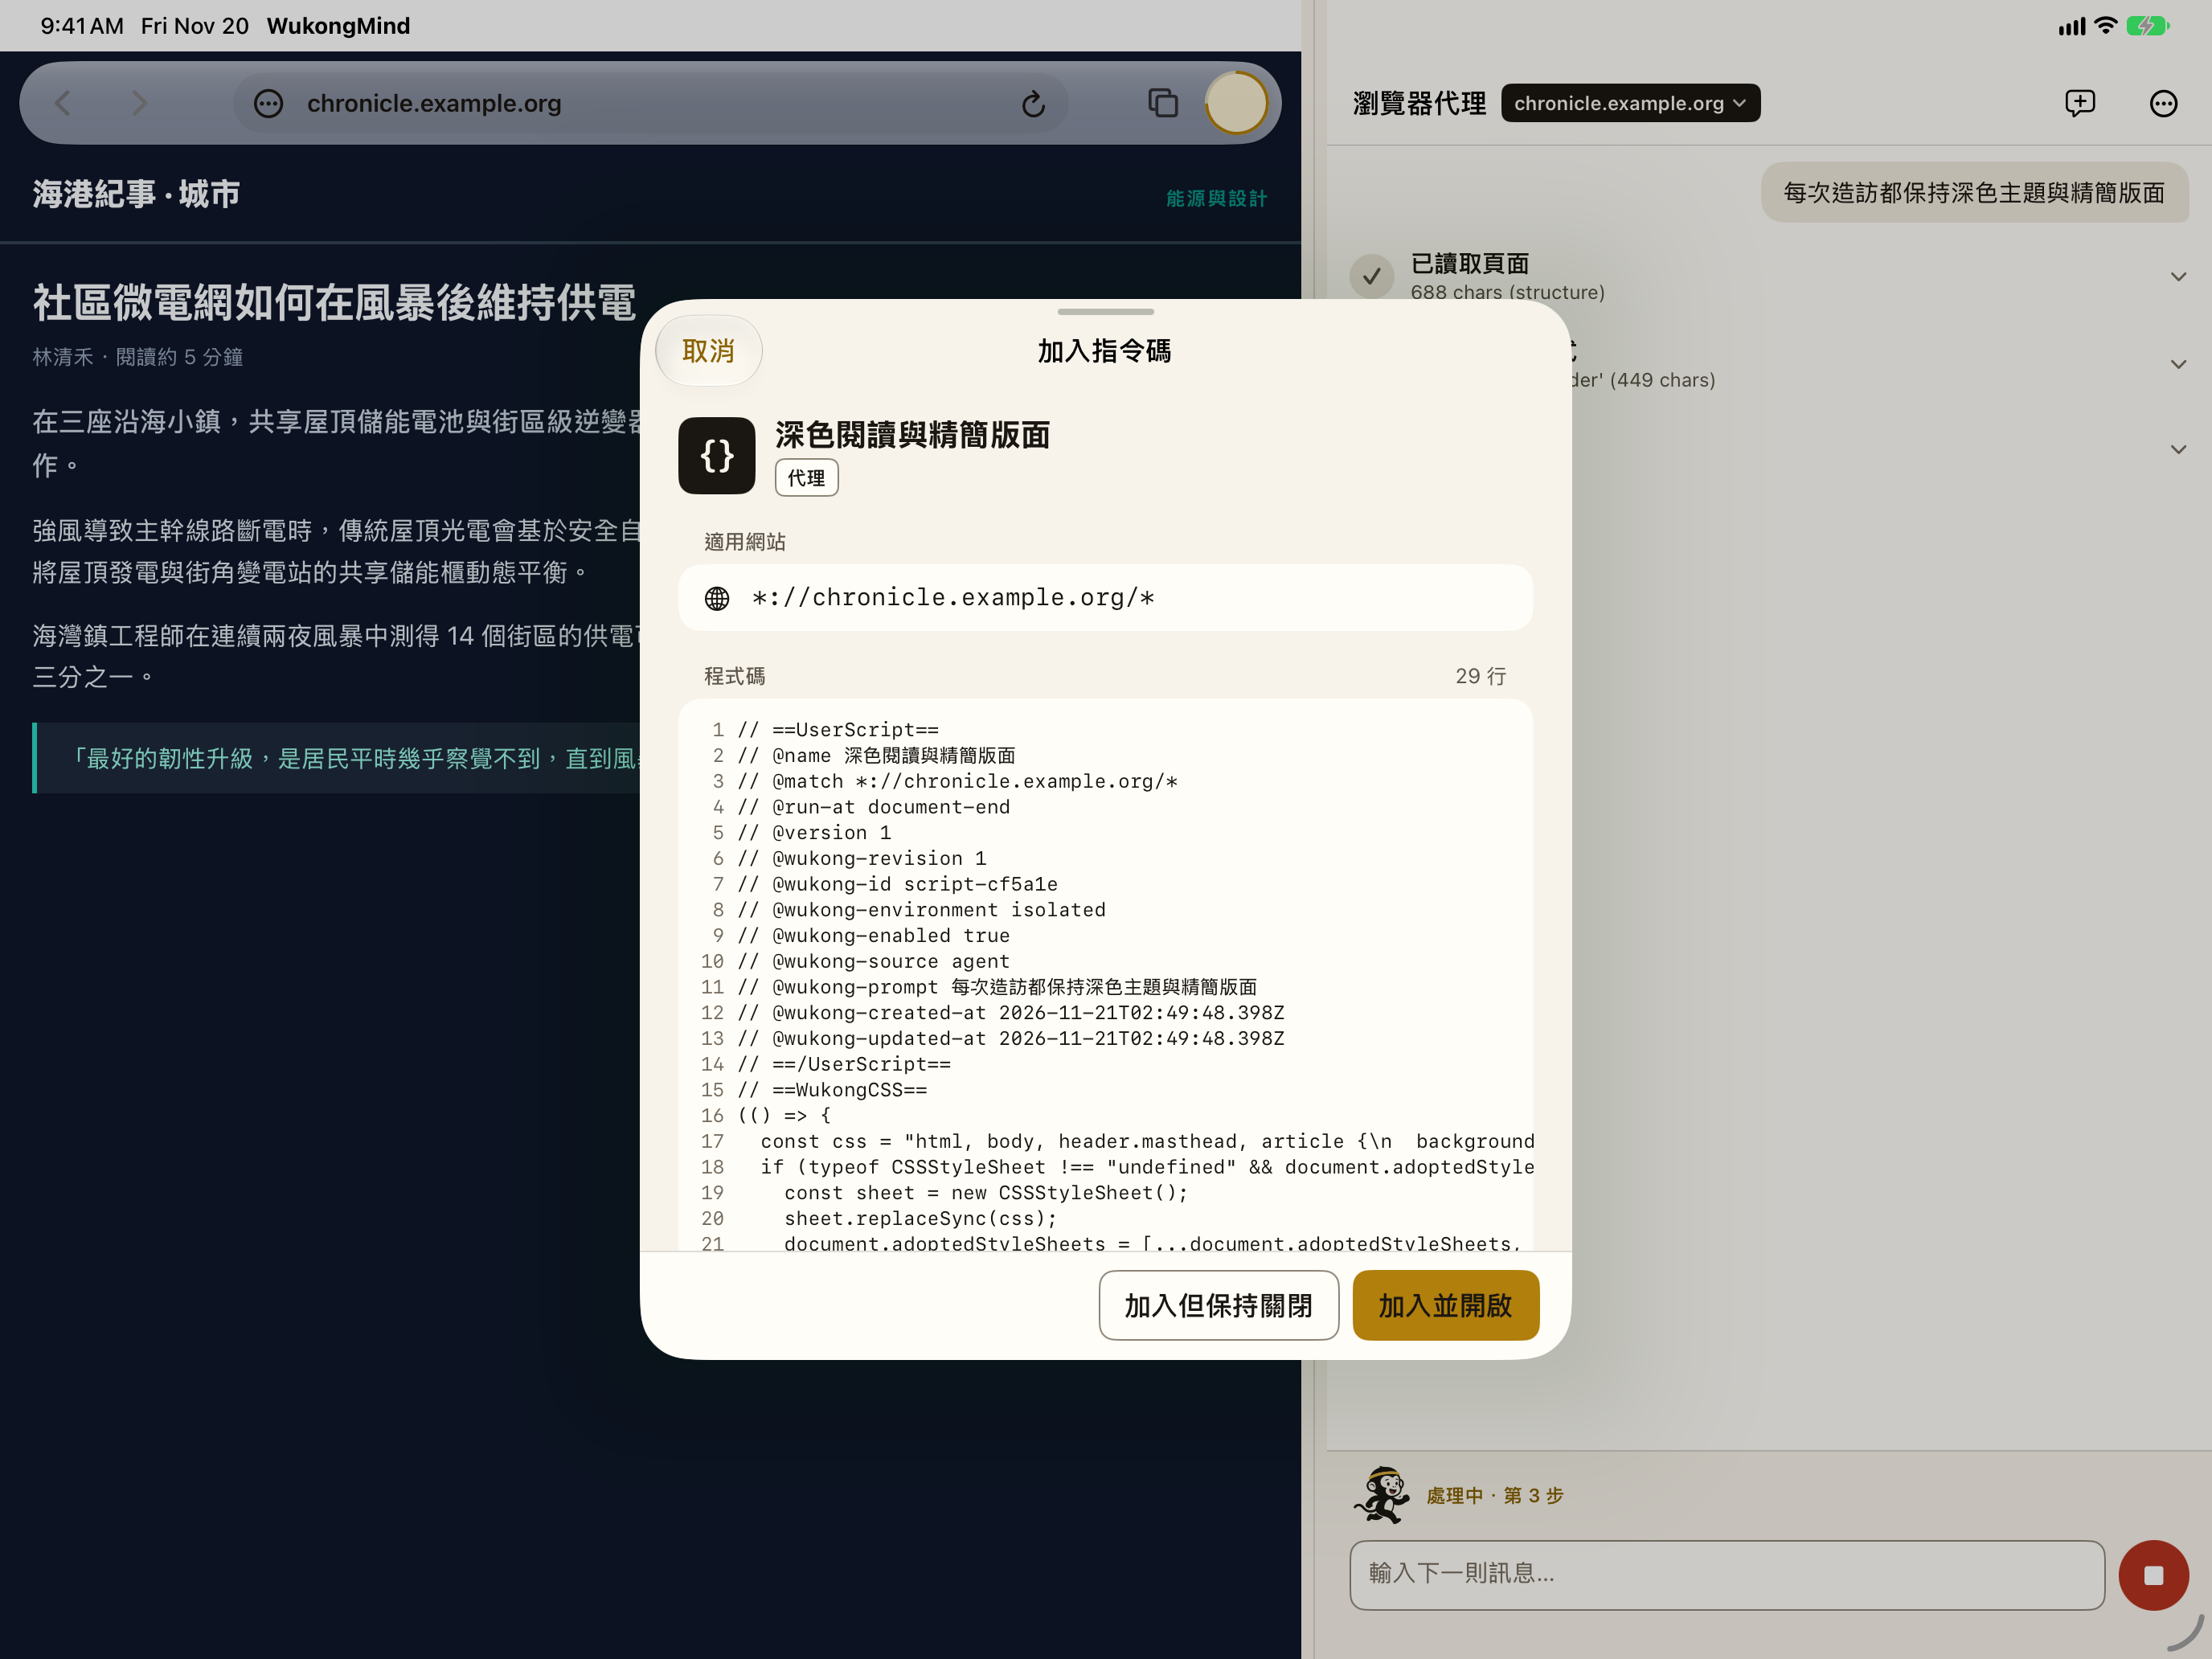 9:41 AM Fri Nov 20 WukongMind
chronicle.example.org
海港紀事·城市
能源與設計
社區微電網如何在風暴後維持供電
林清禾·閱讀約 5 分鐘
在三座沿海小鎮，共享屋頂儲能電池與街區級逆變器
作。
強風導致主幹線路斷電時，傳統屋頂光電會基於安全自
將屋頂發電與街角變電站的共享儲能櫃動態平衡。
海灣鎮工程師在連續兩夜風暴中測得 14 個街區的供電
三分之一。
「最好的韌性升級，是居民平時幾乎察覺不到，直到風
瀏覽器代理
chronicle.example.org
每次造訪都保持深色主題與精簡版面
已讀取頁面
688 chars (structure)
der' (449 chars)
處理中·第 3 步
輸入下一則訊息...
取消
加入指令碼
{}
深色閱讀與精簡版面
代理
適用網站
*://chronicle.example.org/*
程式碼
29 行
1 // ==UserScript==
2 // @name 深色閱讀與精簡版面
3 // @match *://chronicle.example.org/*
4 // @run-at document-end
5 // @version 1
6 // @wukong-revision 1
7 // @wukong-id script-cf5a1e
8 // @wukong-environment isolated
9 // @wukong-enabled true
10 // @wukong-source agent
11 // @wukong-prompt 每次造訪都保持深色主題與精簡版面
12 // @wukong-created-at 2026-11-21T02:49:48.398Z
13 // @wukong-updated-at 2026-11-21T02:49:48.398Z
14 // ==/UserScript==
15 // ==WukongCSS==
16 (() => {
17 const css = "html, body, header.masthead, article {\n background
18 if (typeof CSSStyleSheet !== "undefined" && document.adoptedStyle
19 const sheet = new CSSStyleSheet();
20 sheet.replaceSync(css);
21 document.adoptedStyleSheets = [...document.adoptedStyleSheets,
加入但保持關閉
加入並開啟